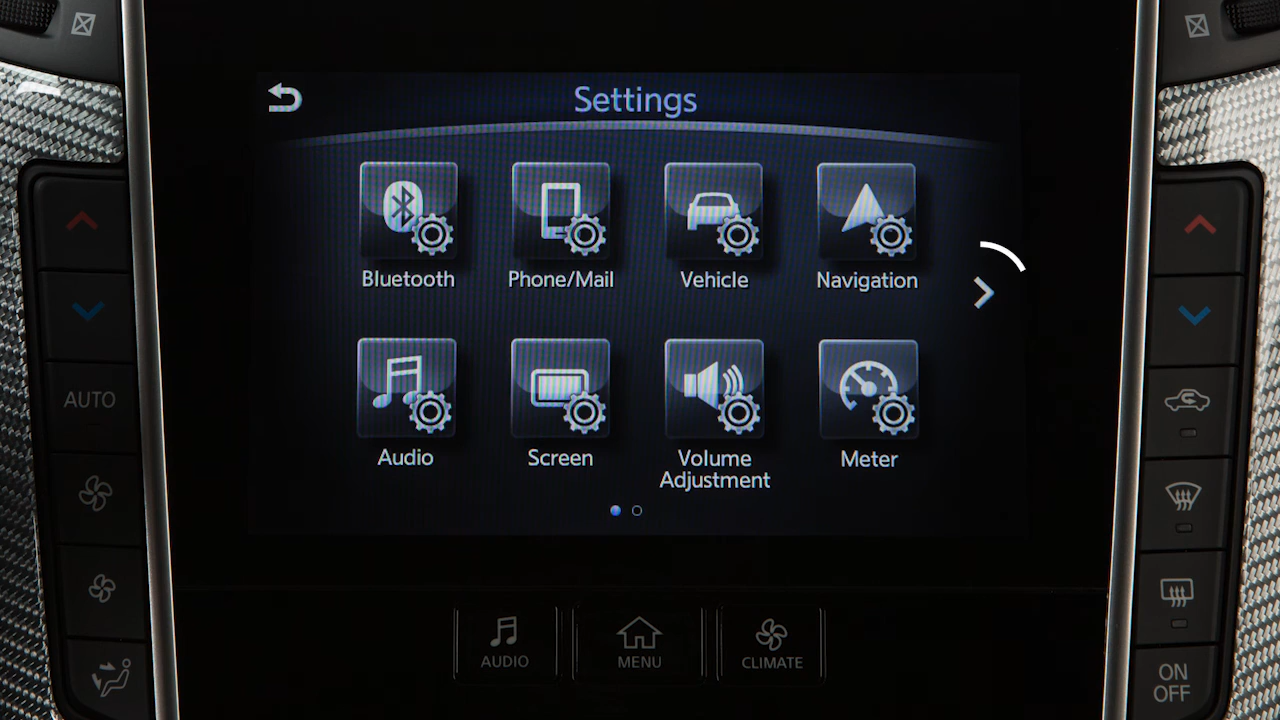 Settings
Bluetooth
Phone/Mail
Vehicle
Navigation
Audio
Screen
Volume
Adjustment
Meter
AUTO
AUDIO
MENU
CLIMATE
ON
OFF